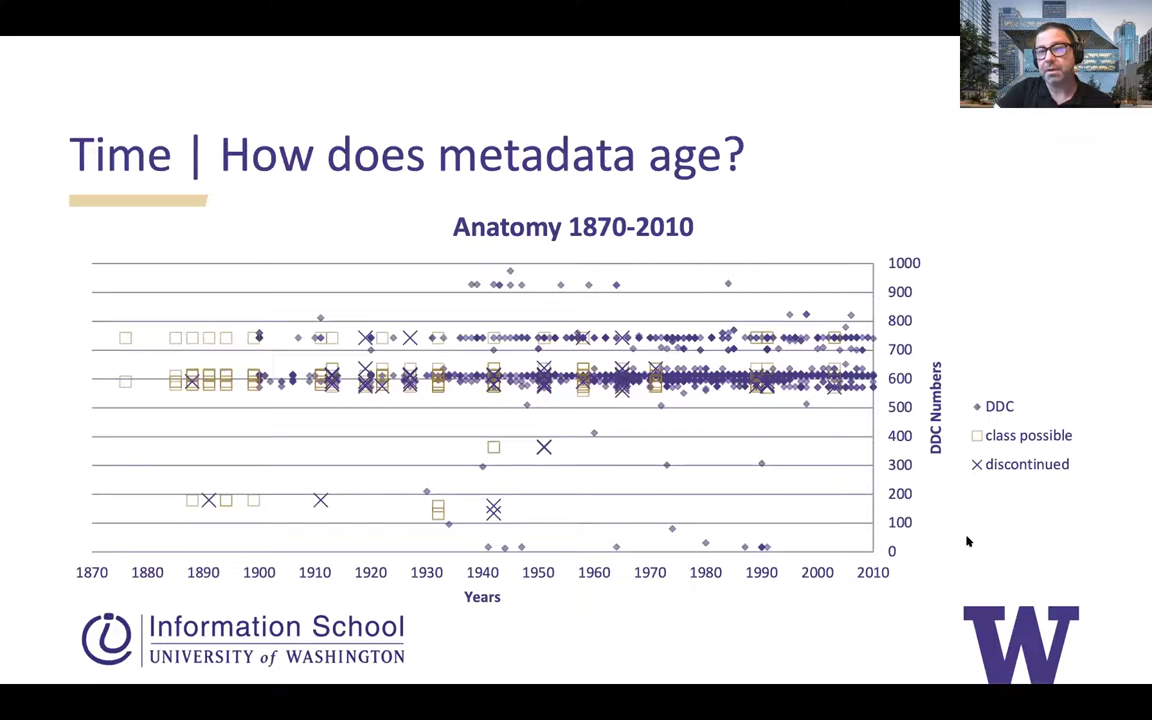 Time | How does metadata age?
Anatomy 1870-2010
1000
900
800
700
600
500
400
300
200
100
0
DDC Numbers
DDC
class possible
discontinued
1870 1880 1890 1900 1910 1920 1930 1940 1950 1960 1970 1980 1990 2000 2010
Years
Information School
UNIVERSITY of WASHINGTON
W